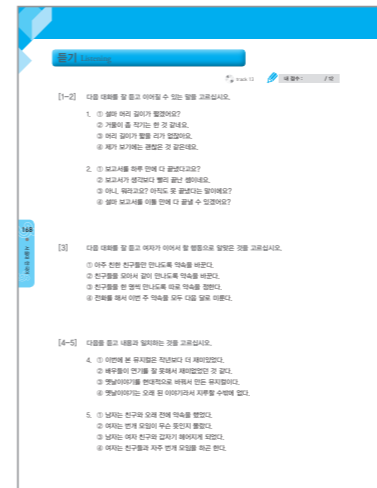 듣기 Listening
track 13 내 점수: / 12
[1-2] 다음 대화를 잘 듣고 이어질 수 있는 말을 고르십시오.
1. ① 설마 머리 길이가 짧겠어요?
② 거울이 좀 작기는 한 것 같네요.
③ 머리 길이가 짧을 리가 없잖아요.
④ 제가 보기에는 괜찮은 것 같은데요.
2. ① 보고서를 하루 만에 다 끝냈다고요?
② 보고서가 생각보다 빨리 끝난 셈이네요.
③ 아니, 뭐라고요? 아직도 못 끝냈다는 말이에요?
④ 설마 보고서를 이틀 만에 다 끝낼 수 있겠어요?
168
[3] 다음 대화를 잘 듣고 여자가 이어서 할 행동으로 알맞은 것을 고르십시오.
① 아주 친한 친구들만 만나도록 약속을 바꾼다.
② 친구들을 모아서 같이 만나도록 약속을 바꾼다.
③ 친구들을 한 명씩 만나도록 따로 약속을 정한다.
④ 전화를 해서 이번 주 약속을 모두 다음 달로 미룬다.
[4-5] 다음을 듣고 내용과 일치하는 것을 고르십시오.
4. ① 이번에 본 뮤지컬은 작년보다 더 재미있었다.
② 배우들이 연기를 잘 못해서 재미없었던 것 같다.
③ 옛날이야기를 현대적으로 바꿔서 만든 뮤지컬이다.
④ 옛날이야기는 오래 된 이야기라서 지루할 수밖에 없다.
5. ① 남자는 친구와 오래 전에 약속을 했었다.
② 여자는 번개 모임이 무슨 뜻인지 몰랐다.
③ 남자는 여자 친구와 갑자기 헤어지게 되었다.
④ 여자는 친구들과 자주 번개 모임을 하곤 한다.